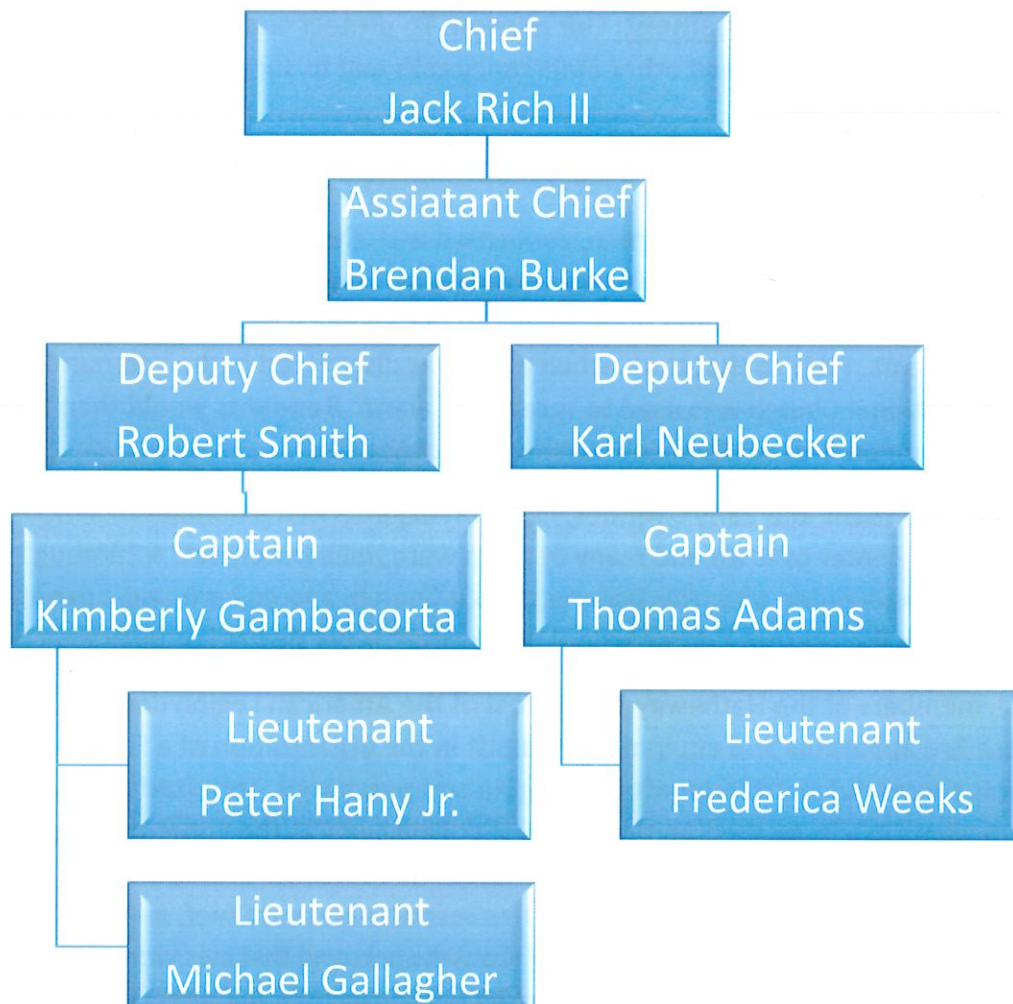 Chief
Jack Rich II
Assiatant Chief
Brendan Burke
Deputy Chief
Robert Smith
Deputy Chief
Karl Neubecker
Captain
Kimberly Gambacorta
Captain
Thomas Adams
Lieutenant
Peter Hany Jr.
Lieutenant
Frederica Weeks
Lieutenant
Michael Gallagher